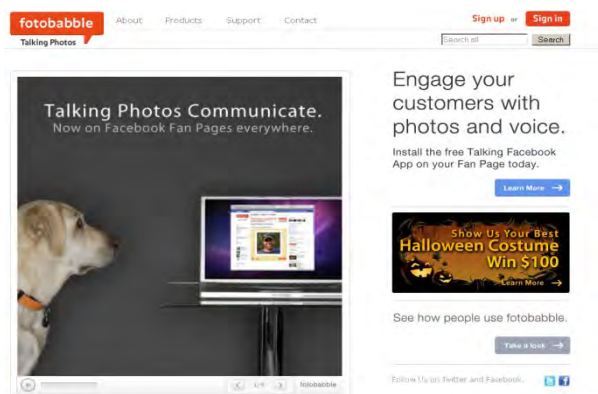 fotobabble
Talking Photos
About Products Support Contact
Sign up or Sign in
Search all Search
Talking Photos Communicate.
Now on Facebook Fan Pages everywhere.
Engage your
customers with
photos and voice.
Install the free Talking Facebook
App on your Fan Page today.
Learn More →
Show Us Your Best
Halloween Costume
Win $100
Learn More →
See how people use fotobabble.
Take a look →
1/9 fotobabble
Follow Us on Twitter and Facebook.